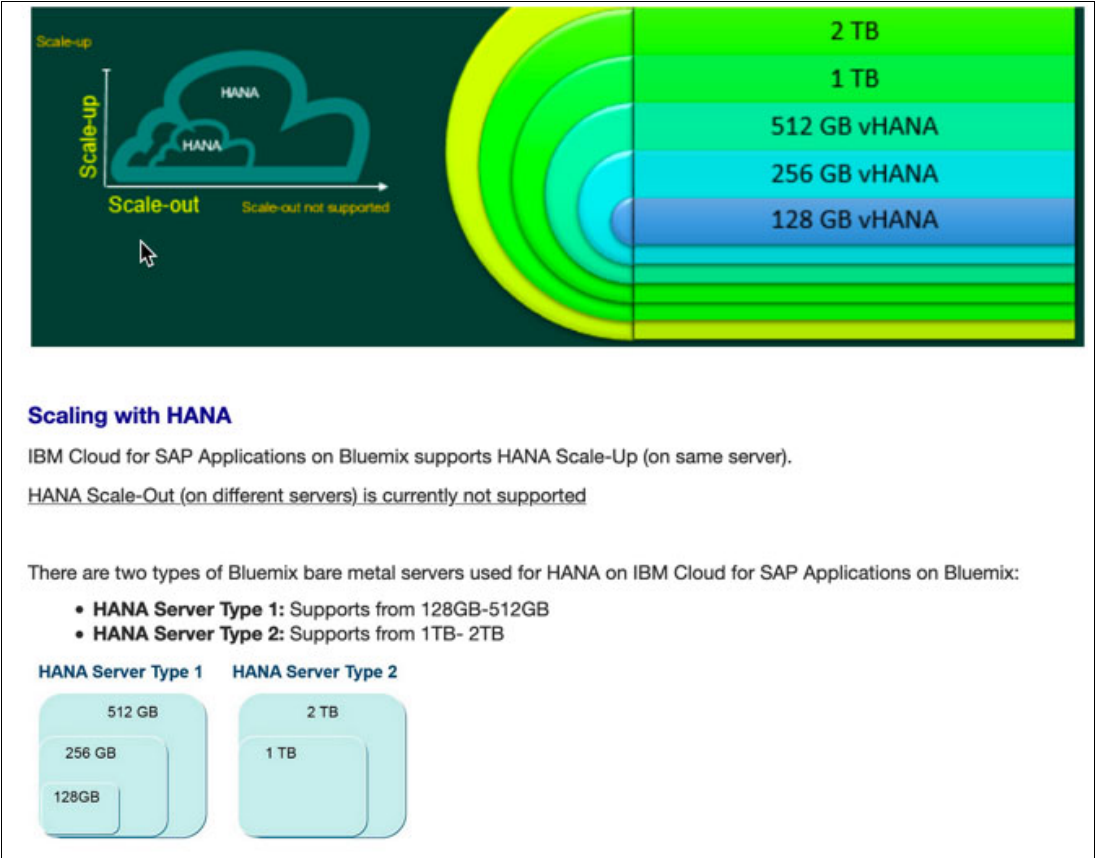 Scale-up
HANA
HANA
Scale-up
Scale-out
Scale-out not supported
2 TB
1 TB
512 GB vHANA
256 GB vHANA
128 GB vHANA
Scaling with HANA
IBM Cloud for SAP Applications on Bluemix supports HANA Scale-Up (on same server).
HANA Scale-Out (on different servers) is currently not supported
There are two types of Bluemix bare metal servers used for HANA on IBM Cloud for SAP Applications on Bluemix:
• HANA Server Type 1: Supports from 128GB-512GB
• HANA Server Type 2: Supports from 1TB- 2TB
HANA Server Type 1
512 GB
256 GB
128GB
HANA Server Type 2
2 TB
1 TB